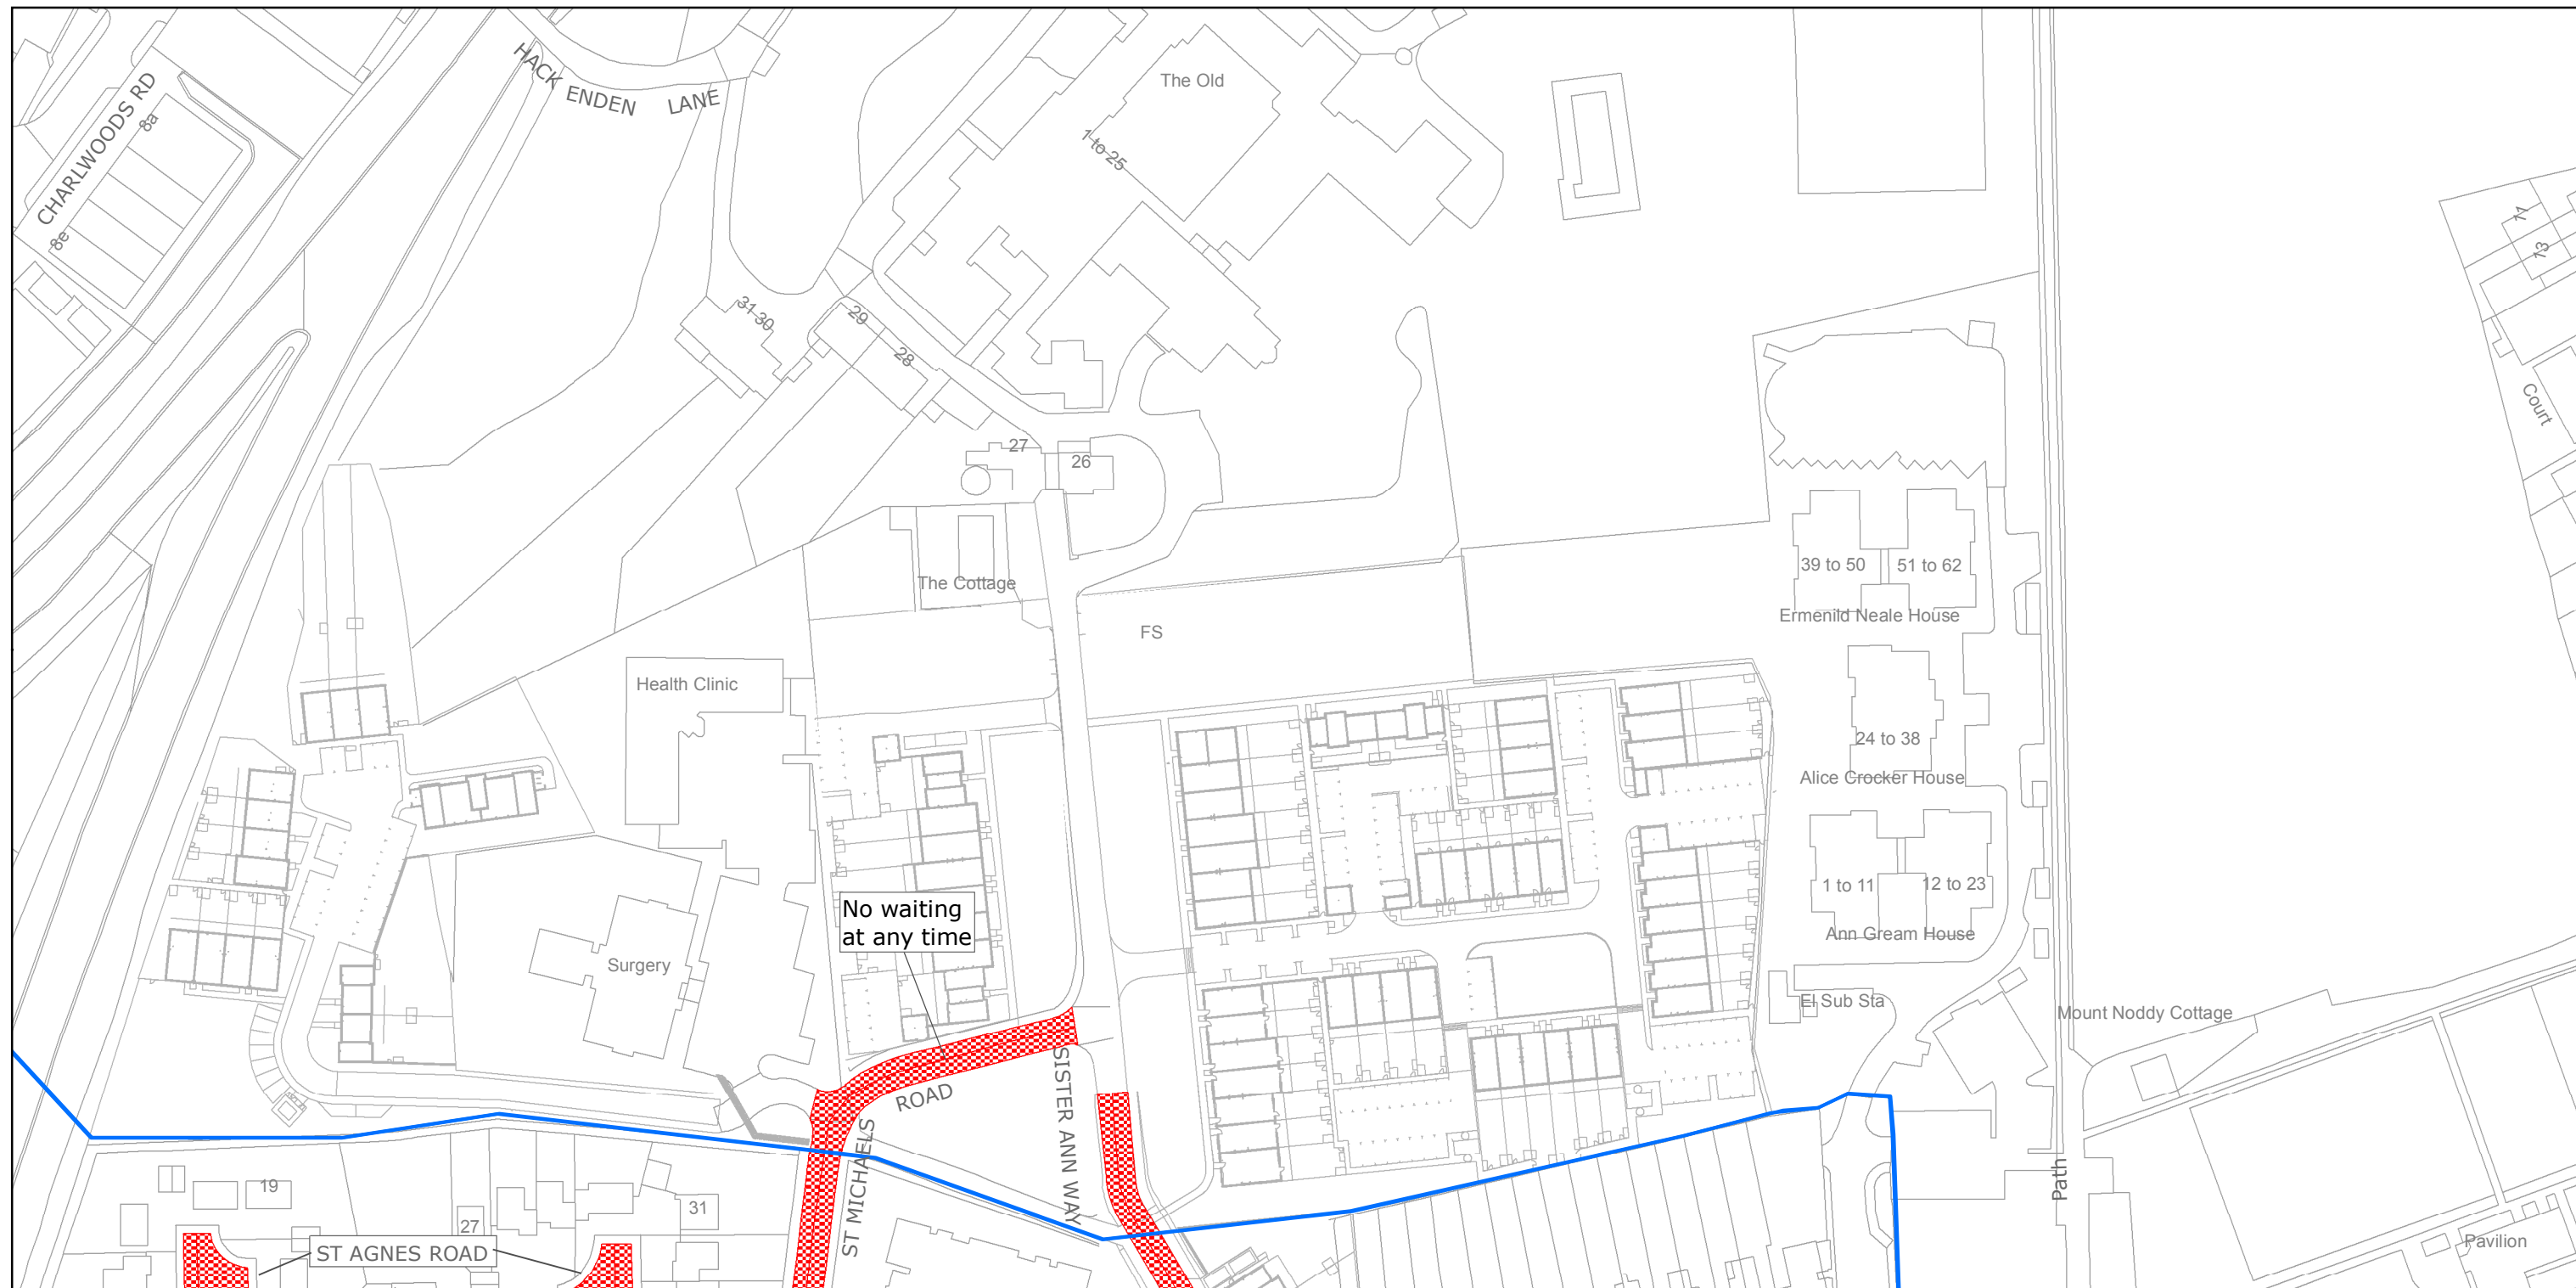 HACK ENDEN LANE
CHARLWOODS RD
8a
8e
The Old
1 to 25
11
13
Court
31
30
29
28
27
26
The Cottage
FS
39 to 50
51 to 62
Ermenild Neale House
Health Clinic
24 to 38
Alice Crocker House
1 to 11
12 to 23
Ann Gream House
No waiting
at any time
Surgery
El Sub Sta
Mount Noddy Cottage
ST MICHAELS ROAD
SISTER ANN WAY
Path
19
27
31
ST AGNES ROAD
Pavilion